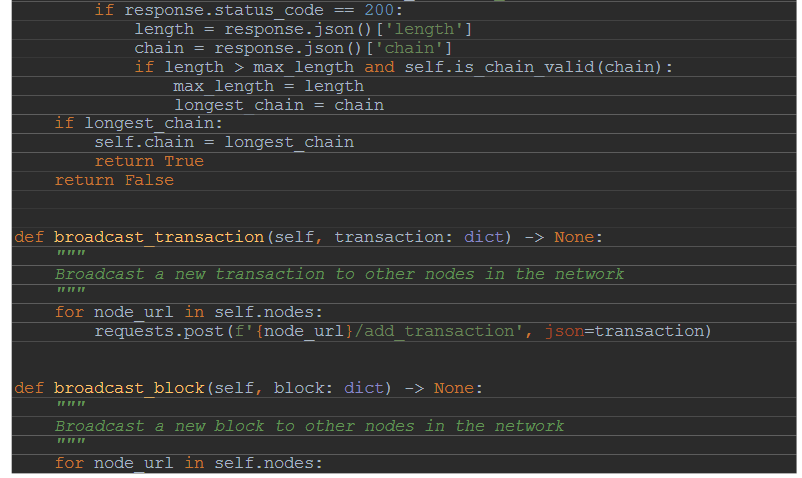 if response.status_code == 200:
length = response.json()['length']
chain = response.json()['chain']
if length > max_length and self.is_chain_valid(chain):
max_length = length
longest_chain = chain
if longest_chain:
self.chain = longest_chain
return True
return False
def broadcast_transaction(self, transaction: dict) -> None:
"""
Broadcast a new transaction to other nodes in the network
"""
for node_url in self.nodes:
requests.post(f'{node_url}/add_transaction', json=transaction)
def broadcast_block(self, block: dict) -> None:
"""
Broadcast a new block to other nodes in the network
"""
for node_url in self.nodes: